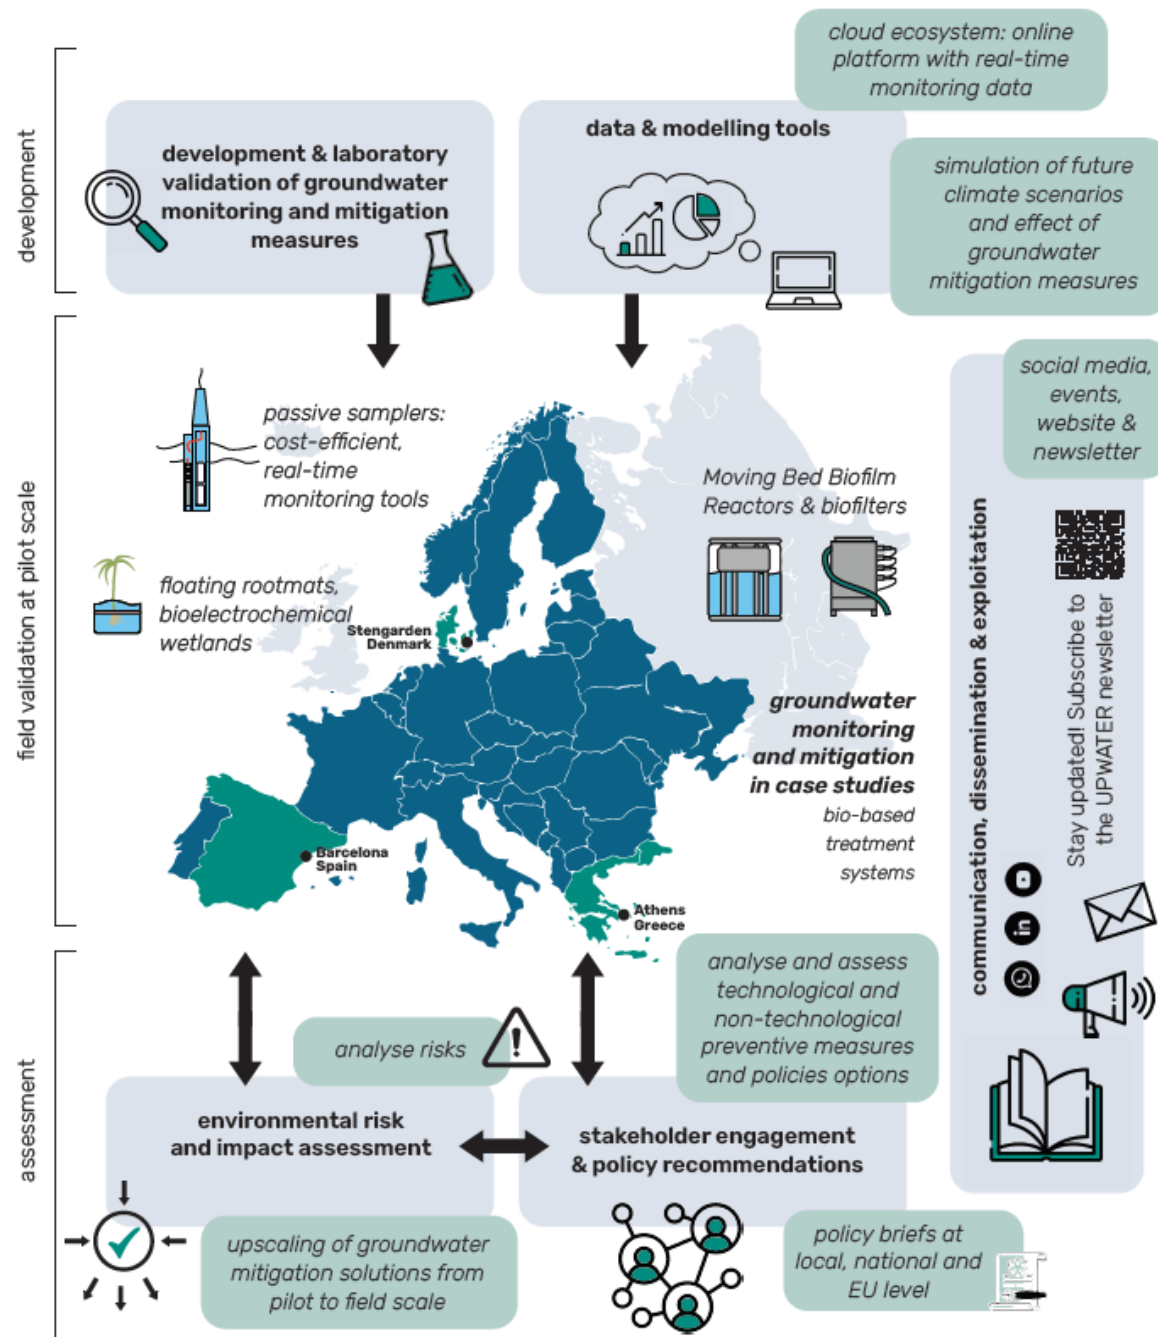 development
development & laboratory
validation of groundwater
monitoring and mitigation
measures
data & modelling tools
cloud ecosystem: online
platform with real-time
monitoring data
simulation of future
climate scenarios
and effect of
groundwater
mitigation measures
field validation at pilot scale
passive samplers:
cost-efficient,
real-time
monitoring tools
floating rootmats,
bioelectrochemical
wetlands
Moving Bed Biofilm
Reactors & biofilters
Stengarden
Denmark
groundwater
monitoring
and mitigation
in case studies
bio-based
treatment
systems
Barcelona
Spain
Athens
Greece
communication, dissemination & exploitation
social media,
events,
website &
newsletter
Stay updated! Subscribe to
the UPWATER newsletter
in
assessment
analyse risks
!
analyse and assess
technological and
non-technological
preventive measures
and policies options
environmental risk
and impact assessment
stakeholder engagement
& policy recommendations
upscaling of groundwater
mitigation solutions from
pilot to field scale
policy briefs at
local, national and
EU level